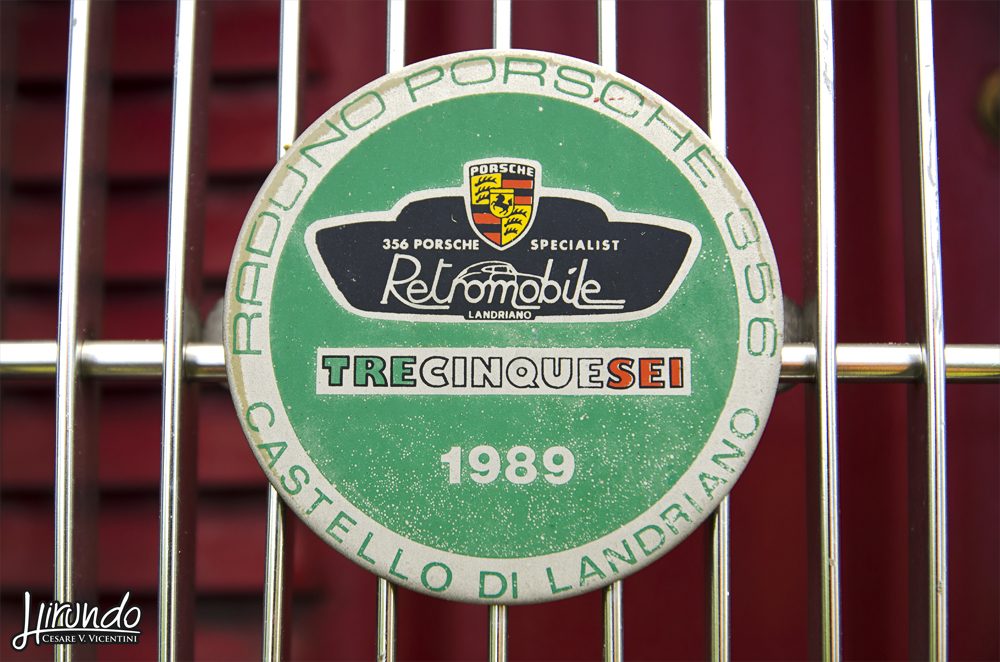 RADUNO PORSCHE 356
PORSCHE
356 PORSCHE SPECIALIST
Retromobile
LANDRIANO
TRECINQUESEI
1989
CASTELLO DI LANDRIANO
Hirundo
CESARE V. VICENTINI